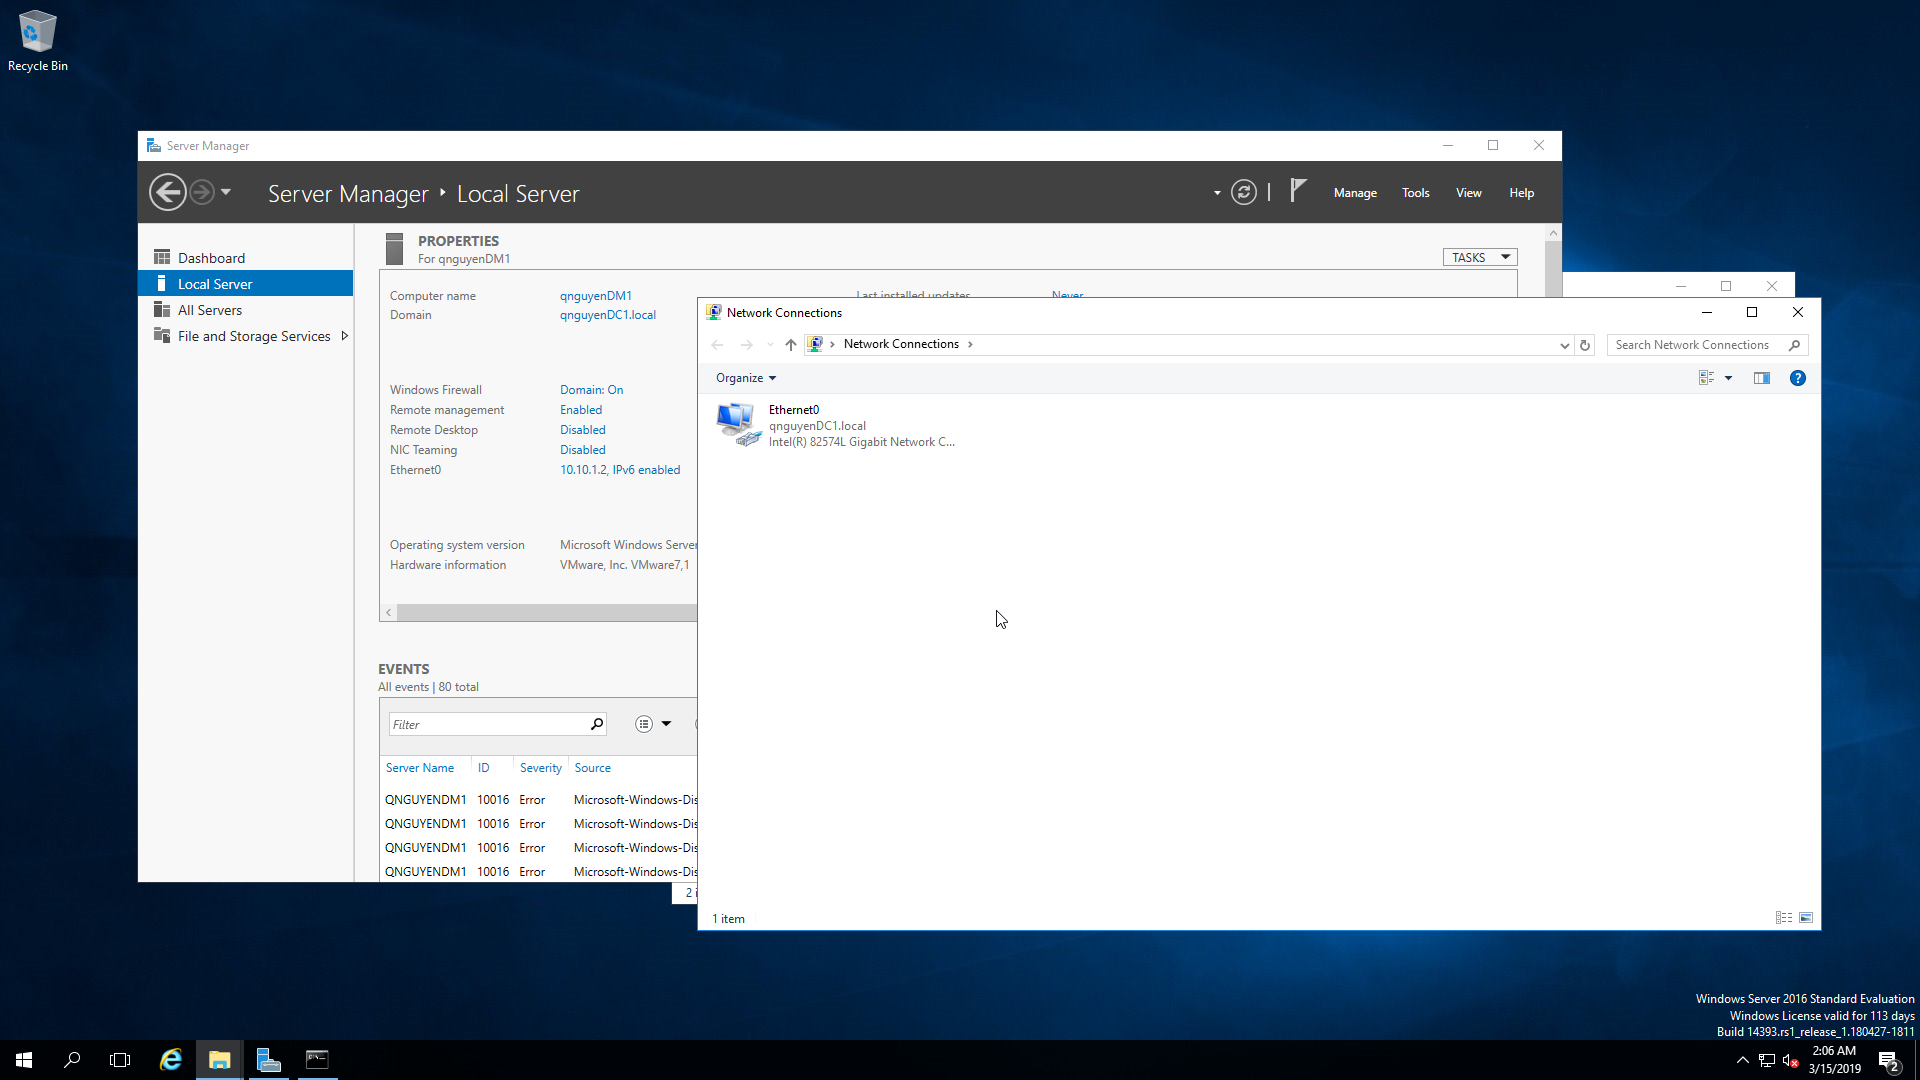 Recycle Bin
Server Manager
Server Manager
Local Server
Manage
Tools
View
Help
Dashboard
Local Server
All Servers
File and Storage Services
PROPERTIES
For qnguyenDM1
TASKS
Computer name
qnguyenDM1
Last installed updates
Never
Domain
qnguyenDC1.local
Windows Firewall
Domain: On
Remote management
Enabled
Remote Desktop
Disabled
NIC Teaming
Disabled
Ethernet0
10.10.1.2, IPv6 enabled
Operating system version
Microsoft Windows Server
Hardware information
VMware, Inc. VMware7,1
EVENTS
All events | 80 total
Filter
Server Name
ID
Severity
Source
QNGUYENDM1 10016 Error Microsoft-Windows-Dis
QNGUYENDM1 10016 Error Microsoft-Windows-Dis
QNGUYENDM1 10016 Error Microsoft-Windows-Dis
QNGUYENDM1 10016 Error Microsoft-Windows-Dis
2 i
Network Connections
Network Connections
Search Network Connections
Organize
Ethernet0
qnguyenDC1.local
Intel(R) 82574L Gigabit Network C...
1 item
Windows Server 2016 Standard Evaluation
Windows License valid for 113 days
Build 14393.rs1_release_1.180427-1811
2:06 AM
3/15/2019
2